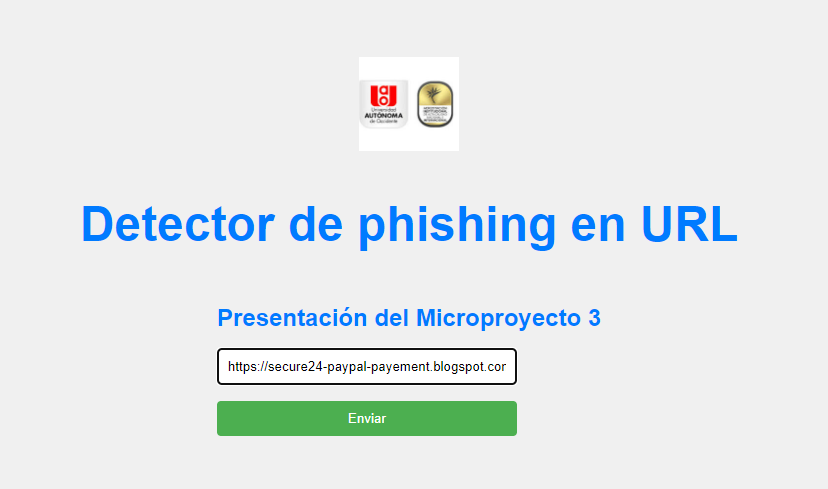 Universidad
AUTÓNOMA
de Occidente
Detector de phishing en URL
Presentación del Microproyecto 3
https://secure24-paypal-payement.blogspot.cor
Enviar